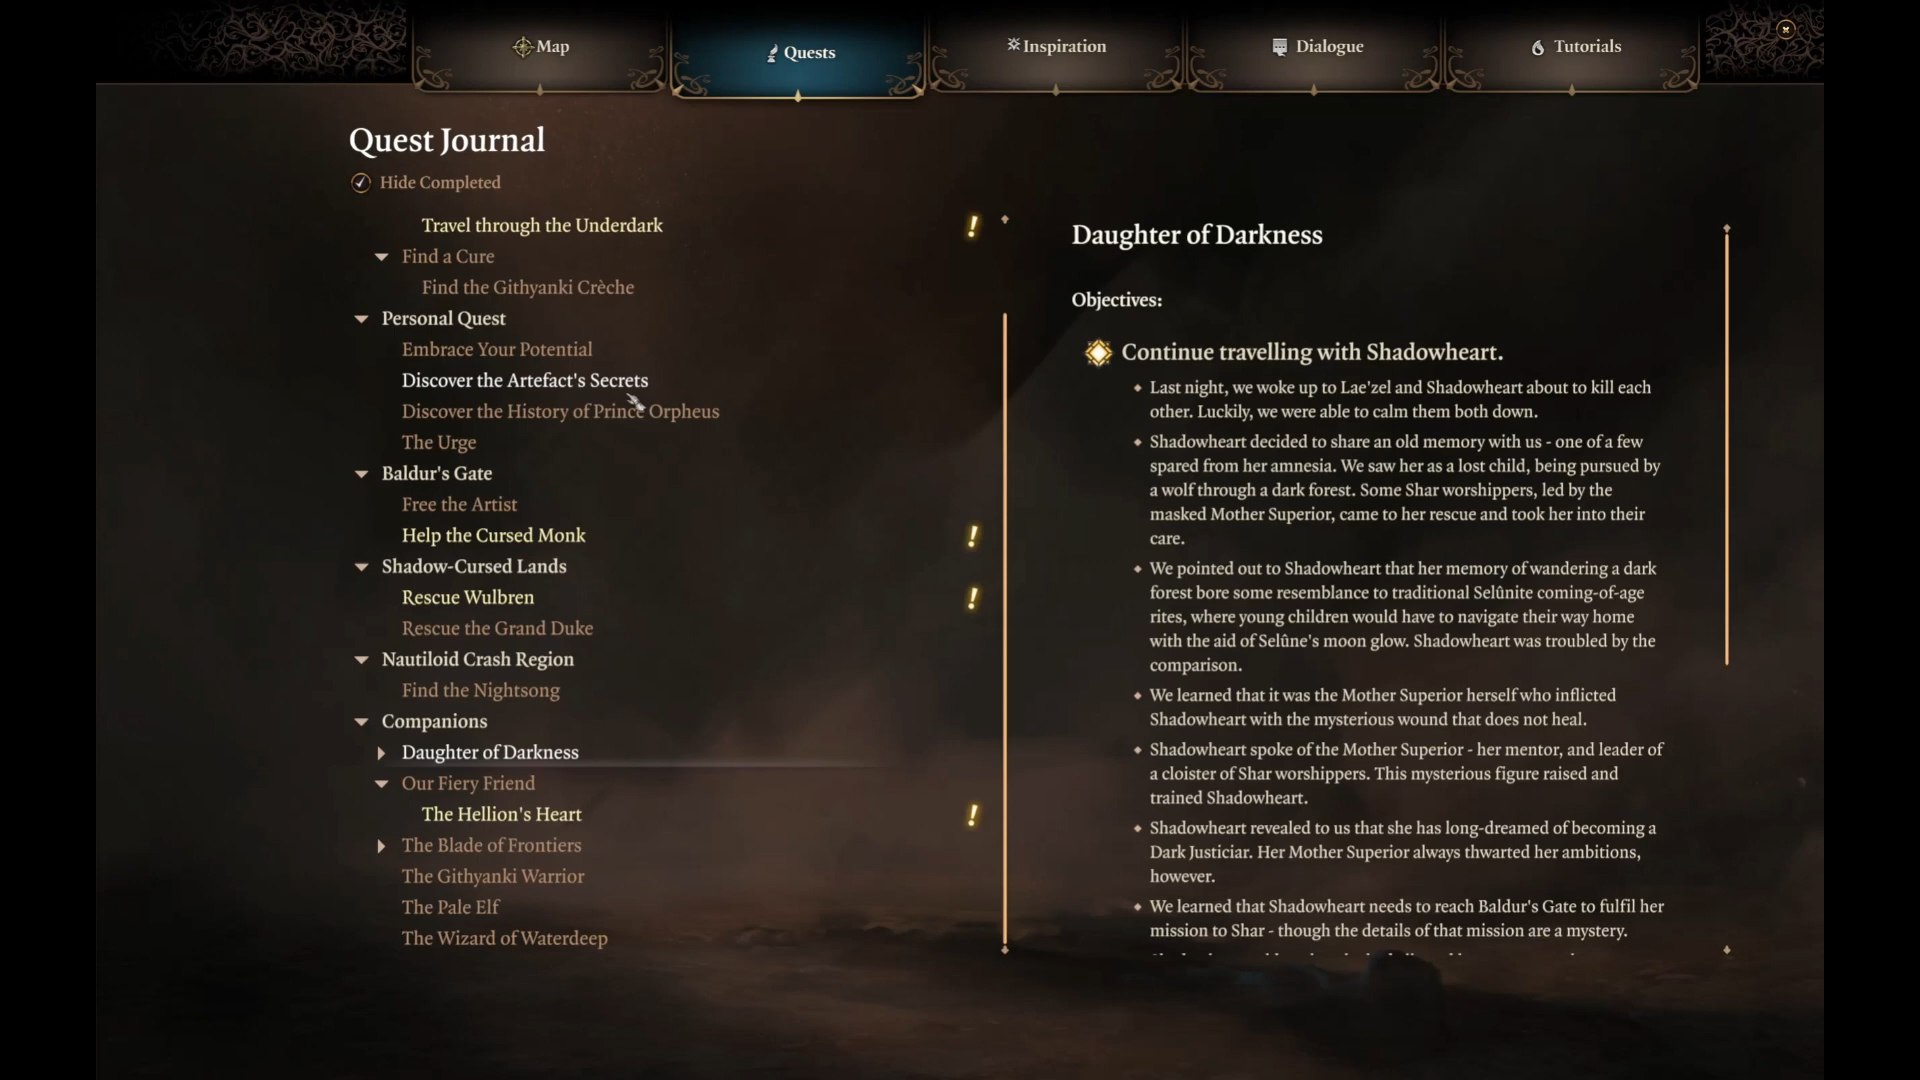 Map
Quests
Inspiration
Dialogue
Tutorials
Quest Journal
Hide Completed
Travel through the Underdark
Find a Cure
Find the Githyanki Crèche
Personal Quest
Embrace Your Potential
Discover the Artefact's Secrets
Discover the History of Prince Orpheus
The Urge
Baldur's Gate
Free the Artist
Help the Cursed Monk
Shadow-Cursed Lands
Rescue Wulbren
Rescue the Grand Duke
Nautiloid Crash Region
Find the Nightsong
Companions
Daughter of Darkness
Our Fiery Friend
The Hellion's Heart
The Blade of Frontiers
The Githyanki Warrior
The Pale Elf
The Wizard of Waterdeep
Daughter of Darkness
Objectives:
Continue travelling with Shadowheart.
Last night, we woke up to Lae'zel and Shadowheart about to kill each
other. Luckily, we were able to calm them both down.
Shadowheart decided to share an old memory with us - one of a few
spared from her amnesia. We saw her as a lost child, being pursued by
a wolf through a dark forest. Some Shar worshippers, led by the
masked Mother Superior, came to her rescue and took her into their
care.
We pointed out to Shadowheart that her memory of wandering a dark
forest bore some resemblance to traditional Selûnite coming-of-age
rites, where young children would have to navigate their way home
with the aid of Selûne's moon glow. Shadowheart was troubled by the
comparison.
We learned that it was the Mother Superior herself who inflicted
Shadowheart with the mysterious wound that does not heal.
Shadowheart spoke of the Mother Superior - her mentor, and leader of
a cloister of Shar worshippers. This mysterious figure raised and
trained Shadowheart.
Shadowheart revealed to us that she has long-dreamed of becoming a
Dark Justiciar. Her Mother Superior always thwarted her ambitions,
however.
We learned that Shadowheart needs to reach Baldur's Gate to fulfil her
mission to Shar - though the details of that mission are a mystery.